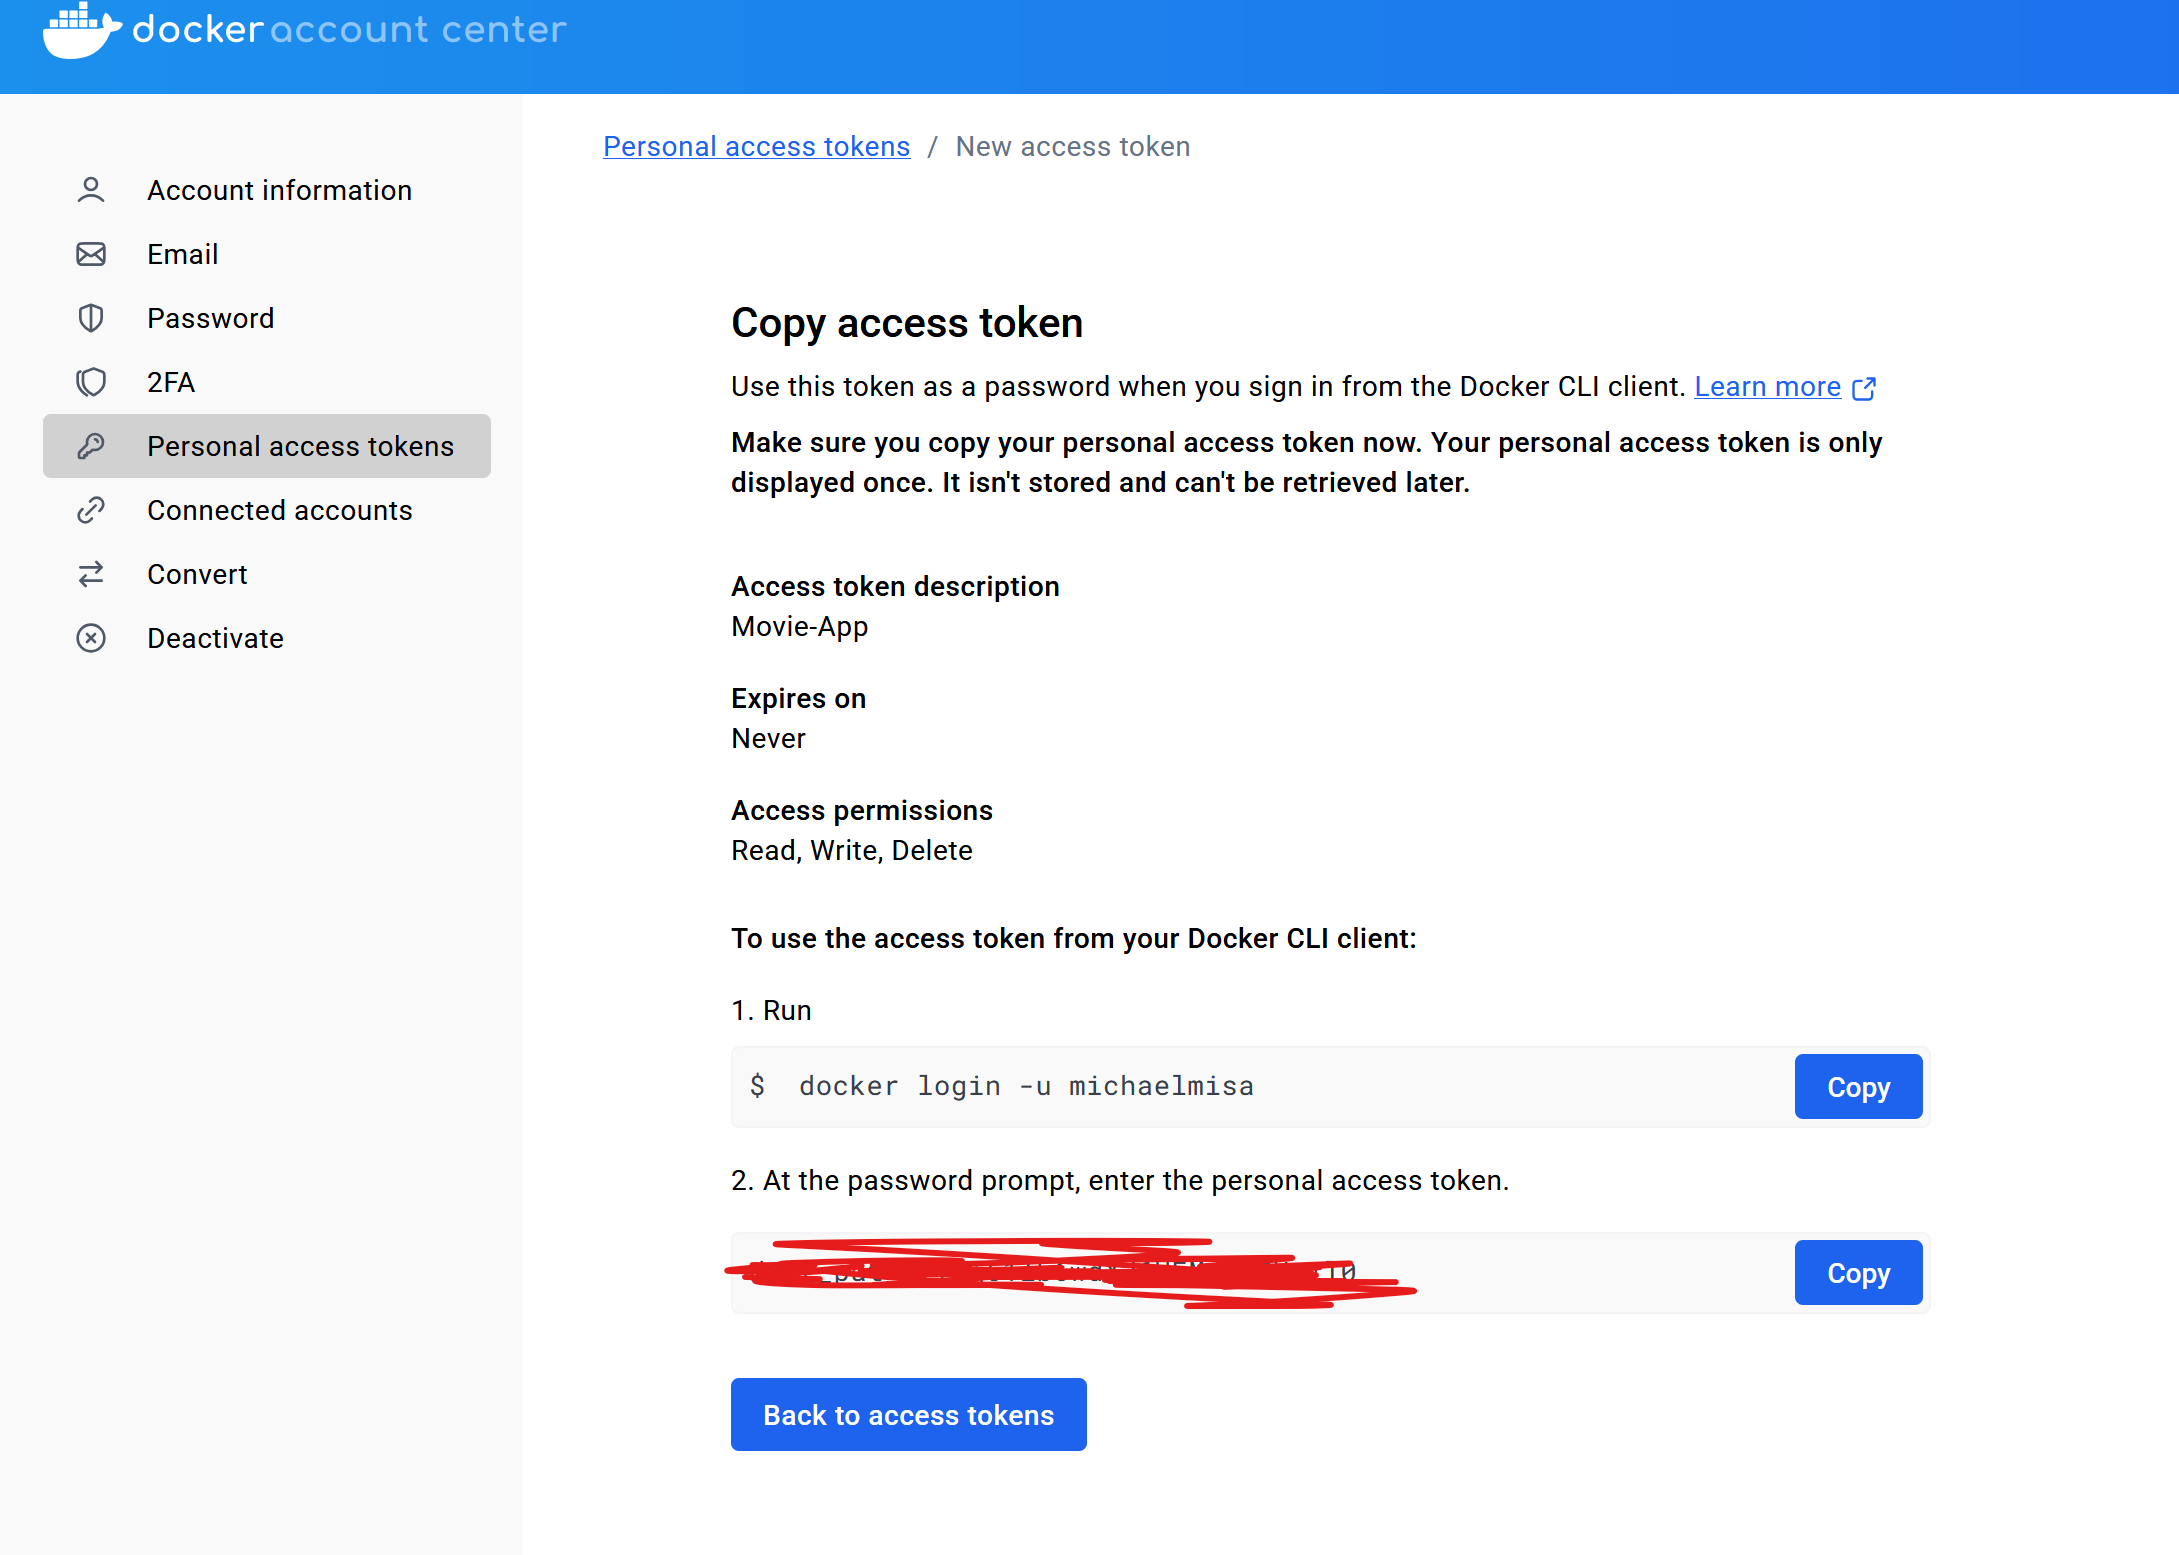 docker account center
Personal access tokens / New access token
Account information
Email
Password
2FA
Personal access tokens
Connected accounts
Convert
Deactivate
Copy access token
Use this token as a password when you sign in from the Docker CLI client. Learn more
Make sure you copy your personal access token now. Your personal access token is only
displayed once. It isn't stored and can't be retrieved later.
Access token description
Movie-App
Expires on
Never
Access permissions
Read, Write, Delete
To use the access token from your Docker CLI client:
1. Run
$ docker login -u michaelmisa
Copy
2. At the password prompt, enter the personal access token.
Copy
Back to access tokens